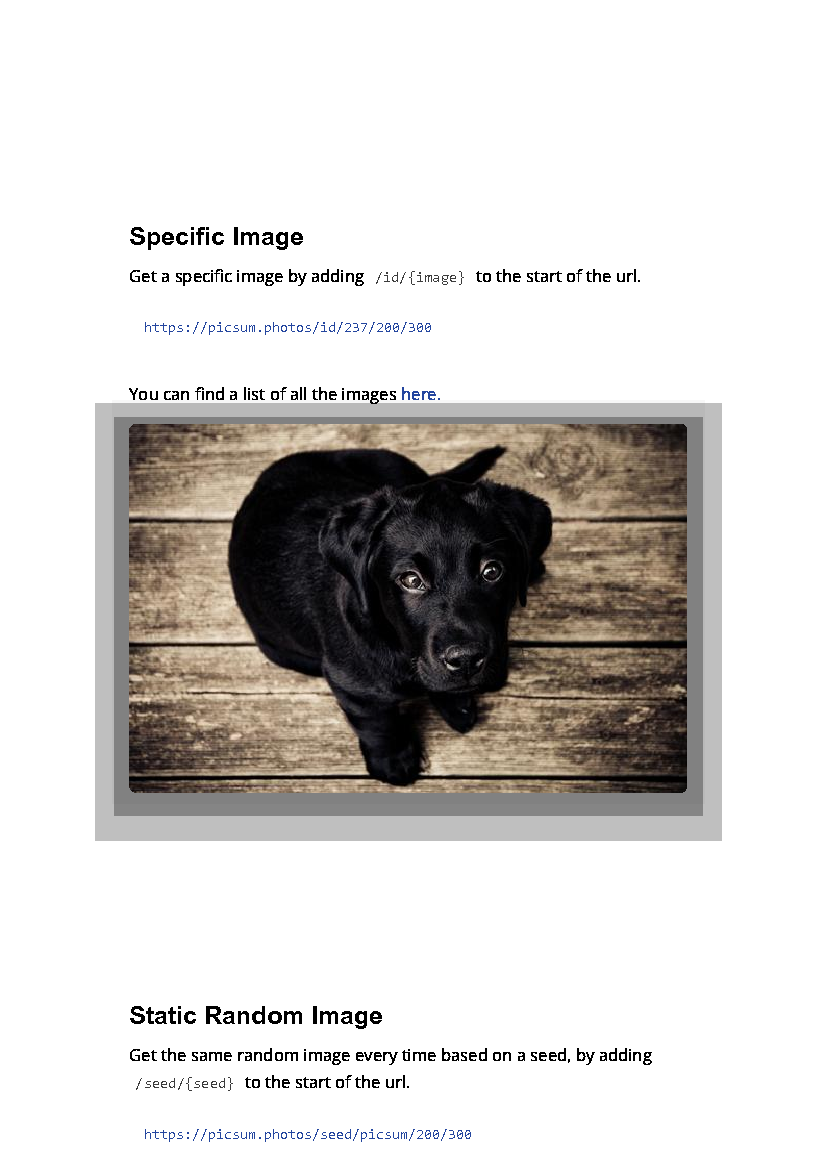 Specific Image
Get a specific image by adding /id/{image} to the start of the url.
https://picsum.photos/id/237/200/300
You can find a list of all the images here.
Static Random Image
Get the same random image every time based on a seed, by adding
/seed/{seed} to the start of the url.
https://picsum.photos/seed/picsum/200/300